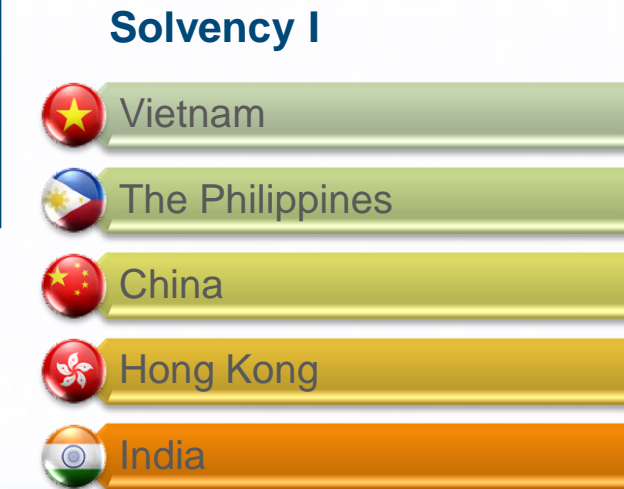 Solvency I
Vietnam
The Philippines
China
Hong Kong
India